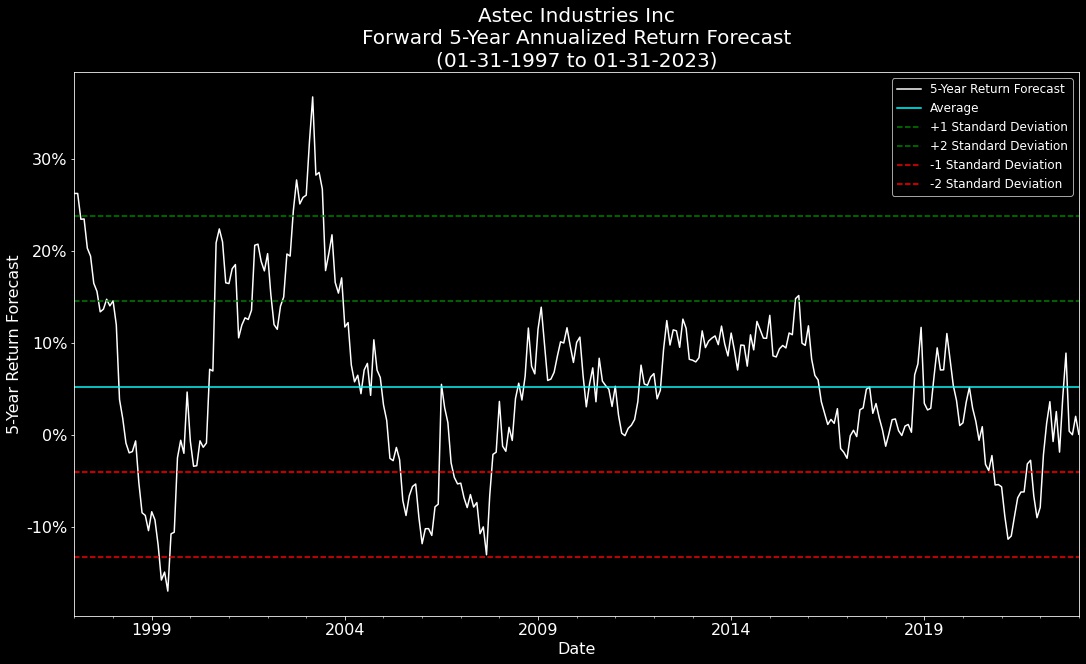 Astec Industries Inc
Forward 5-Year Annualized Return Forecast
(01-31-1997 to 01-31-2023)
5-Year Return Forecast
Average
+1 Standard Deviation
+2 Standard Deviation
-1 Standard Deviation
-2 Standard Deviation
5-Year Return Forecast
30%
20%
10%
0%
-10%
1999
2004
2009
2014
2019
Date